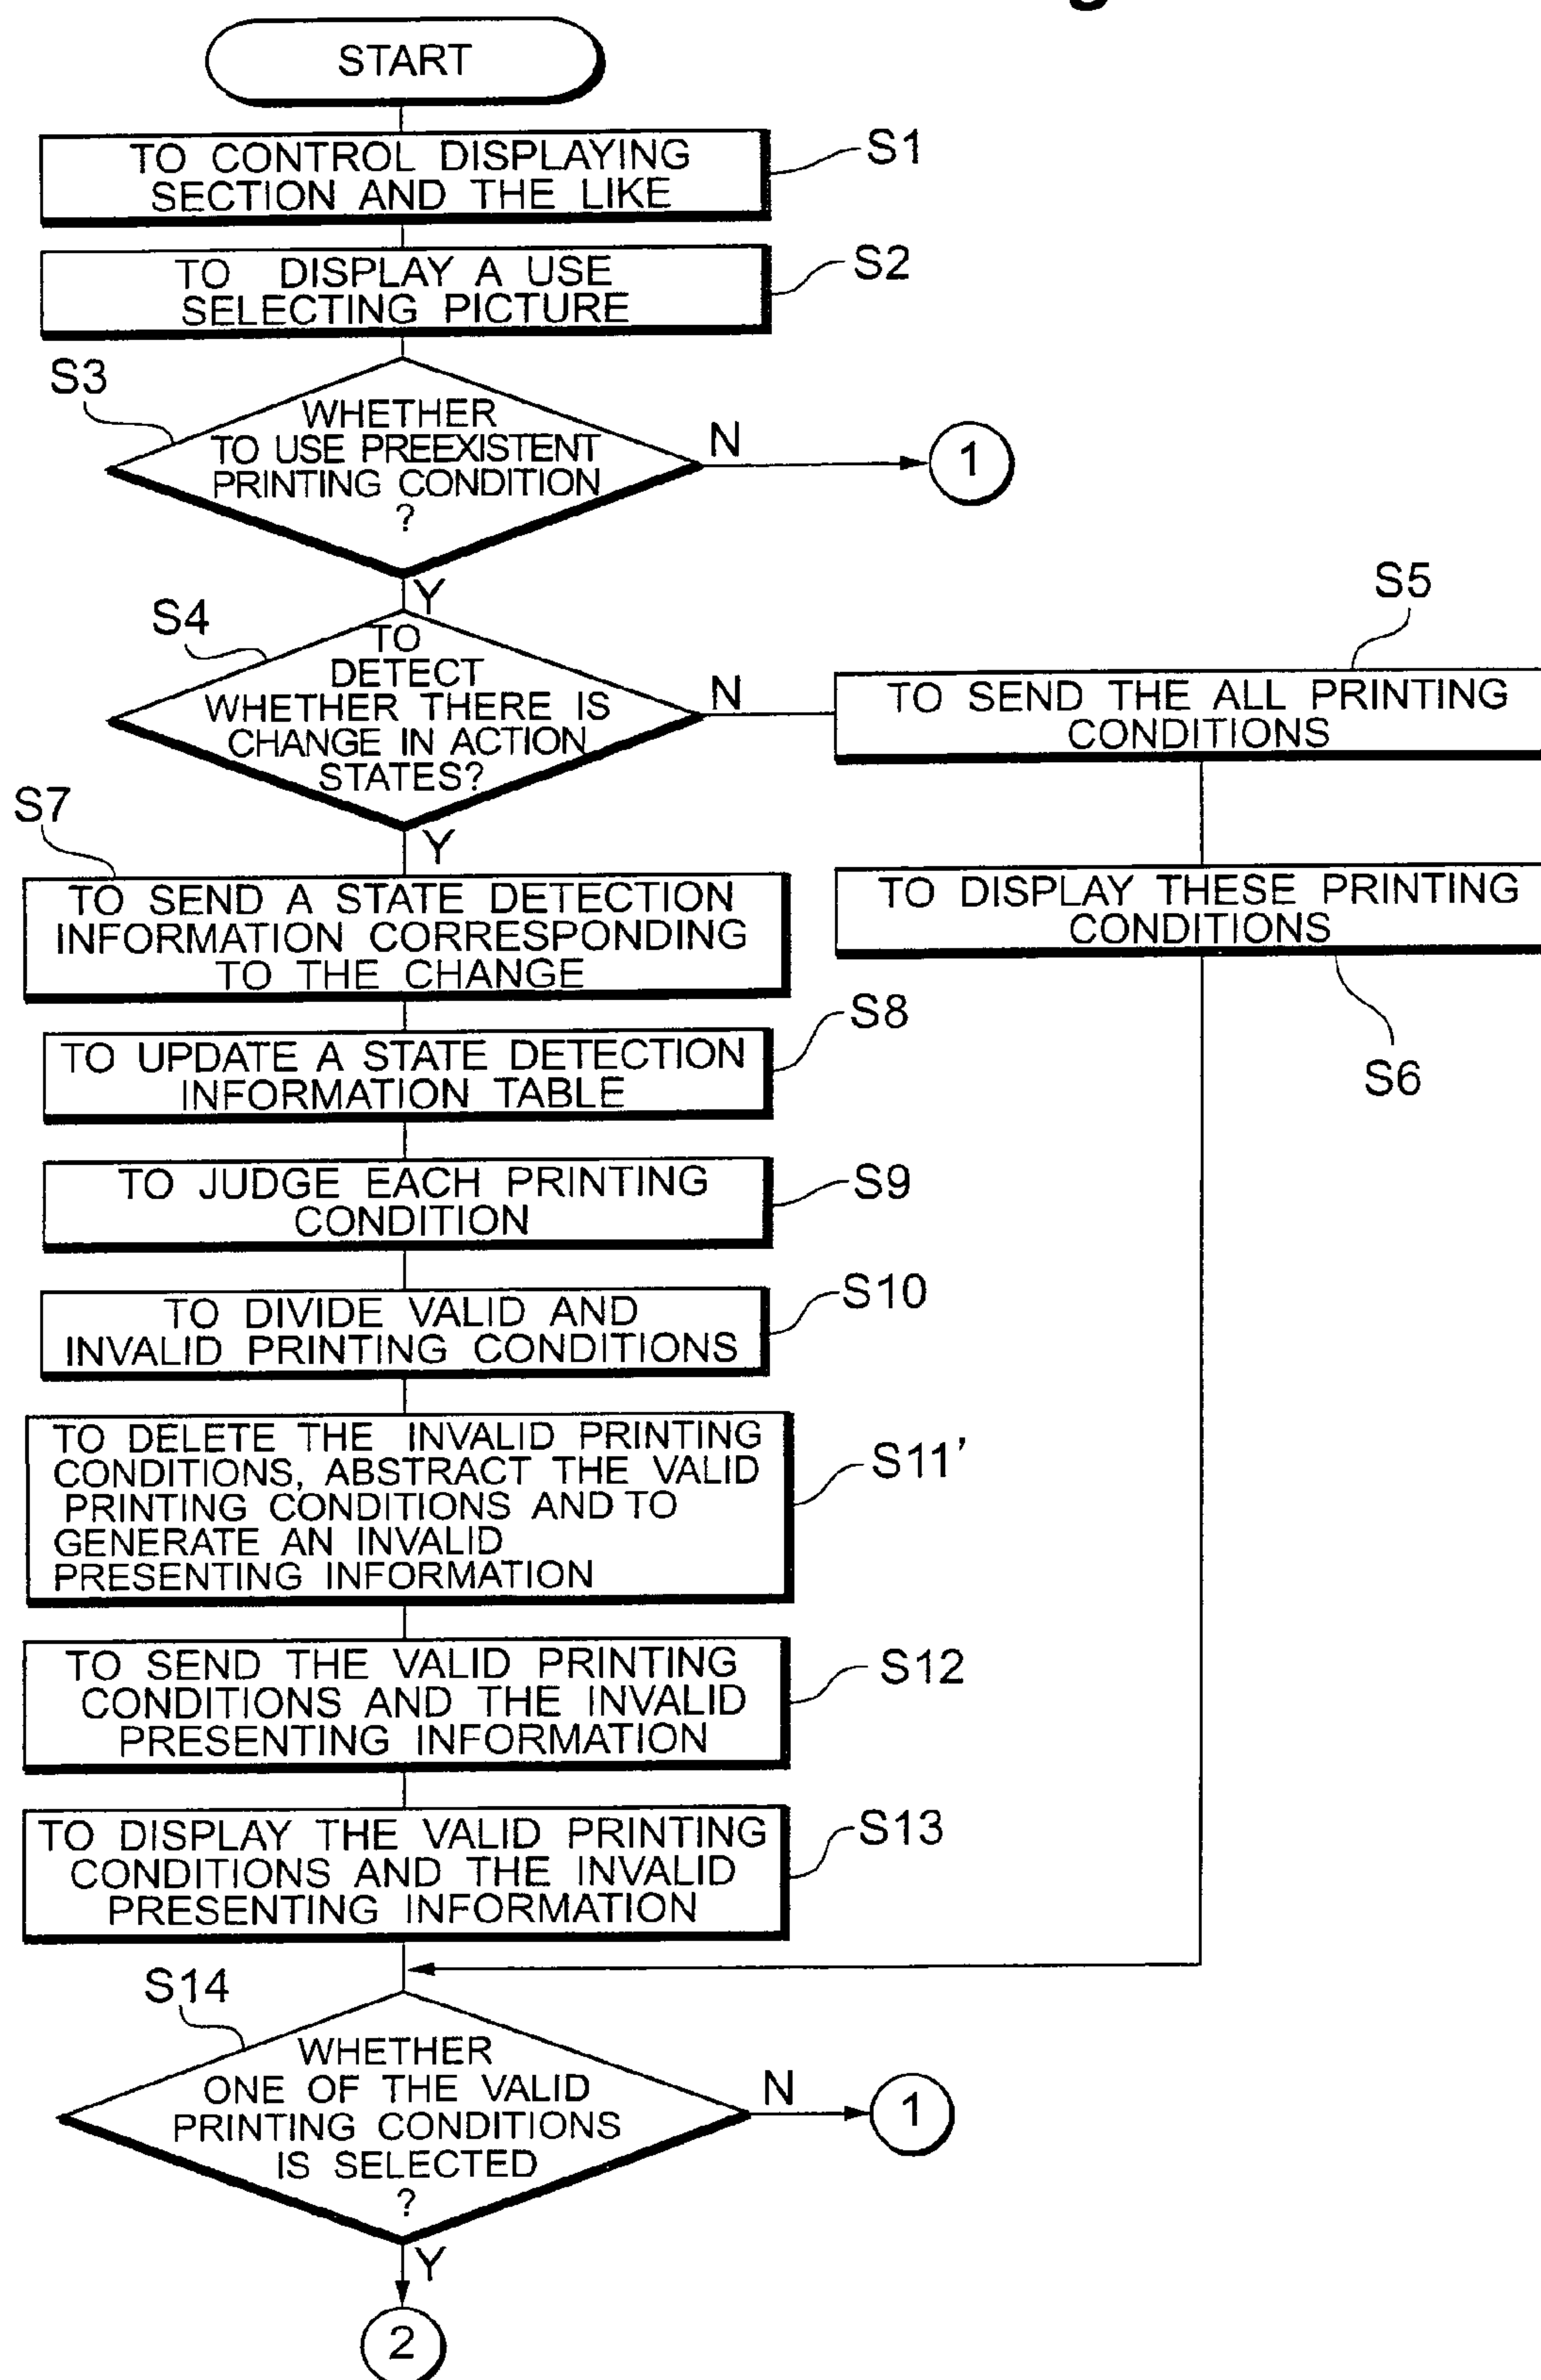 START
TO CONTROL DISPLAYING
SECTION AND THE LIKE
S1
TO DISPLAY A USE
SELECTING PICTURE
S2
S3
WHETHER
TO USE PREEXISTENT
PRINTING CONDITION
?
N
1
Y
S4
TO
DETECT
WHETHER THERE IS
CHANGE IN ACTION
STATES?
N
S5
TO SEND THE ALL PRINTING
CONDITIONS
Y
S7
TO SEND A STATE DETECTION
INFORMATION CORRESPONDING
TO THE CHANGE
TO DISPLAY THESE PRINTING
CONDITIONS
S6
TO UPDATE A STATE DETECTION
INFORMATION TABLE
S8
TO JUDGE EACH PRINTING
CONDITION
S9
TO DIVIDE VALID AND
INVALID PRINTING CONDITIONS
S10
TO DELETE THE INVALID PRINTING
CONDITIONS, ABSTRACT THE VALID
PRINTING CONDITIONS AND TO
GENERATE AN INVALID
PRESENTING INFORMATION
S11'
TO SEND THE VALID PRINTING
CONDITIONS AND THE INVALID
PRESENTING INFORMATION
S12
TO DISPLAY THE VALID PRINTING
CONDITIONS AND THE INVALID
PRESENTING INFORMATION
S13
S14
WHETHER
ONE OF THE VALID
PRINTING CONDITIONS
IS SELECTED
?
N
1
Y
2